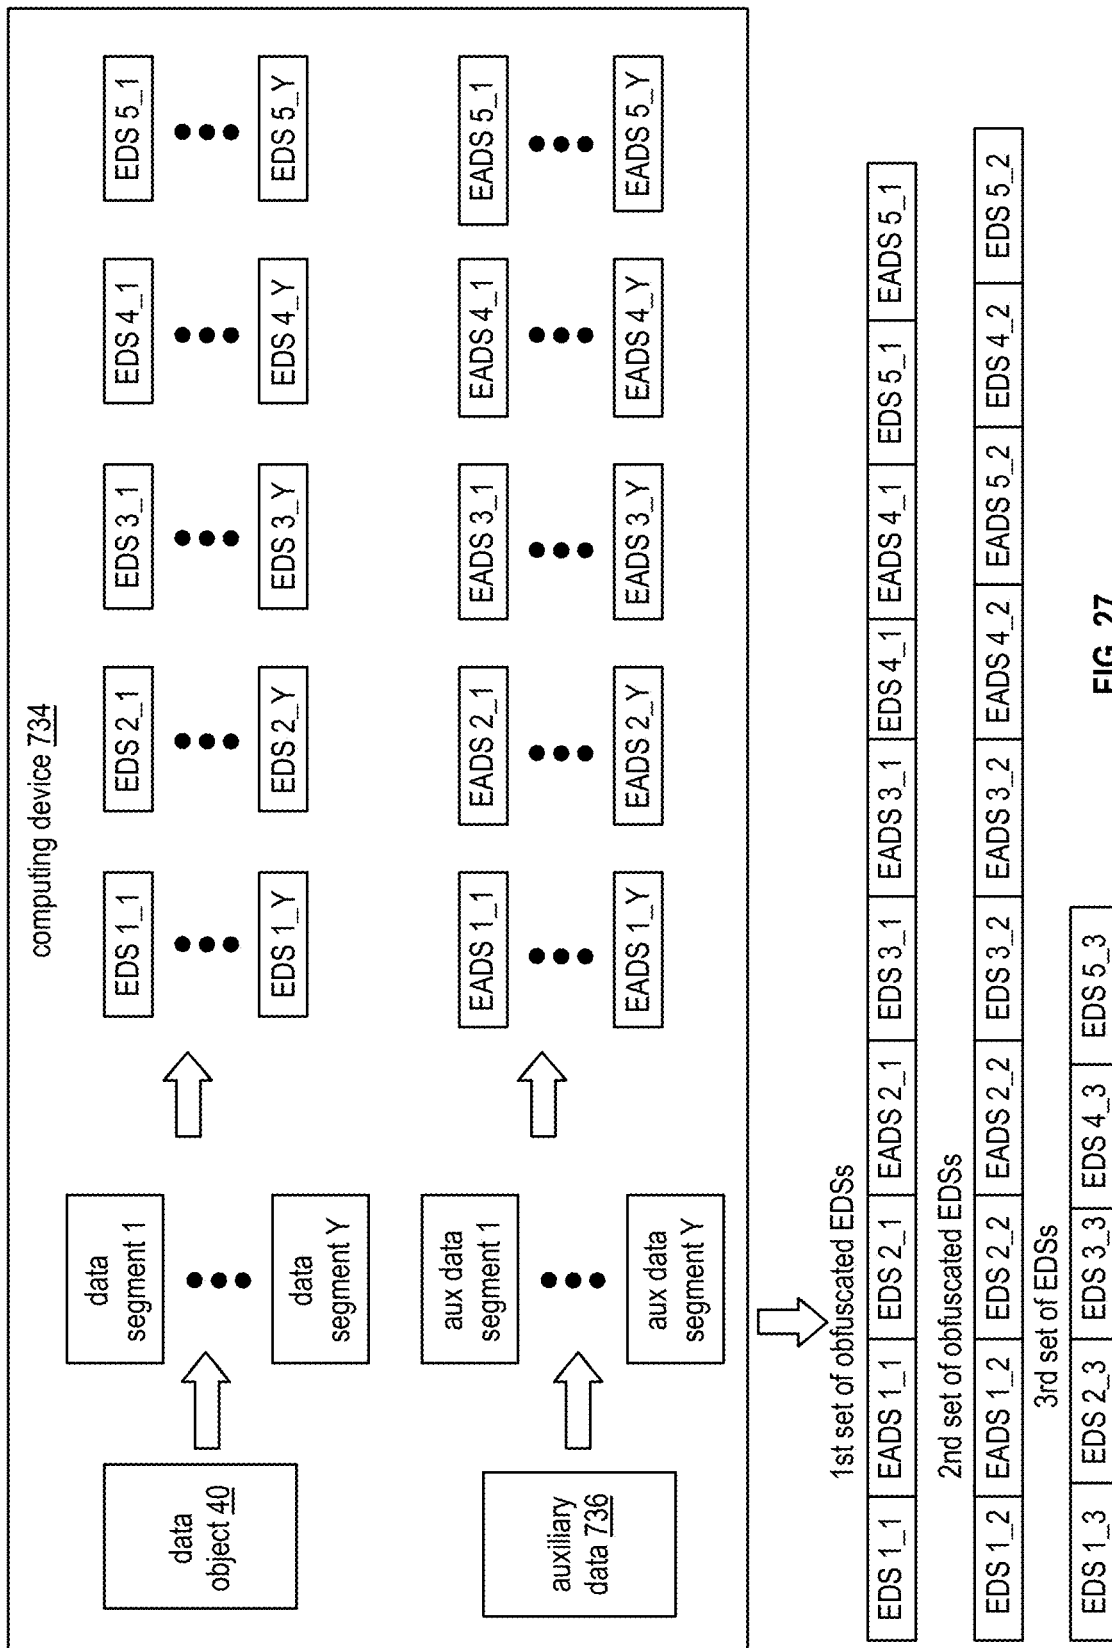 computing device 734
data
object 40
data
segment 1
data
segment Y
EDS 1_1
EDS 2_1
EDS 3_1
EDS 4_1
EDS 5_1
EDS 1_Y
EDS 2_Y
EDS 3_Y
EDS 4_Y
EDS 5_Y
auxiliary
data 736
aux data
segment 1
aux data
segment Y
EADS 1_1
EADS 2_1
EADS 3_1
EADS 4_1
EADS 5_1
EADS 1_Y
EADS 2_Y
EADS 3_Y
EADS 4_Y
EADS 5_Y
1st set of obfuscated EDSs
EDS 1_1 EADS 1_1 EDS 2_1 EADS 2_1 EDS 3_1 EADS 3_1 EDS 4_1 EADS 4_1 EDS 5_1 EADS 5_1
2nd set of obfuscated EDSs
EDS 1_2 EADS 1_2 EDS 2_2 EADS 2_2 EDS 3_2 EADS 3_2 EADS 4_2 EADS 5_2 EDS 4_2 EDS 5_2
3rd set of EDSs
EDS 1_3 EDS 2_3 EDS 3_3 EDS 4_3 EDS 5_3
FIG. 27